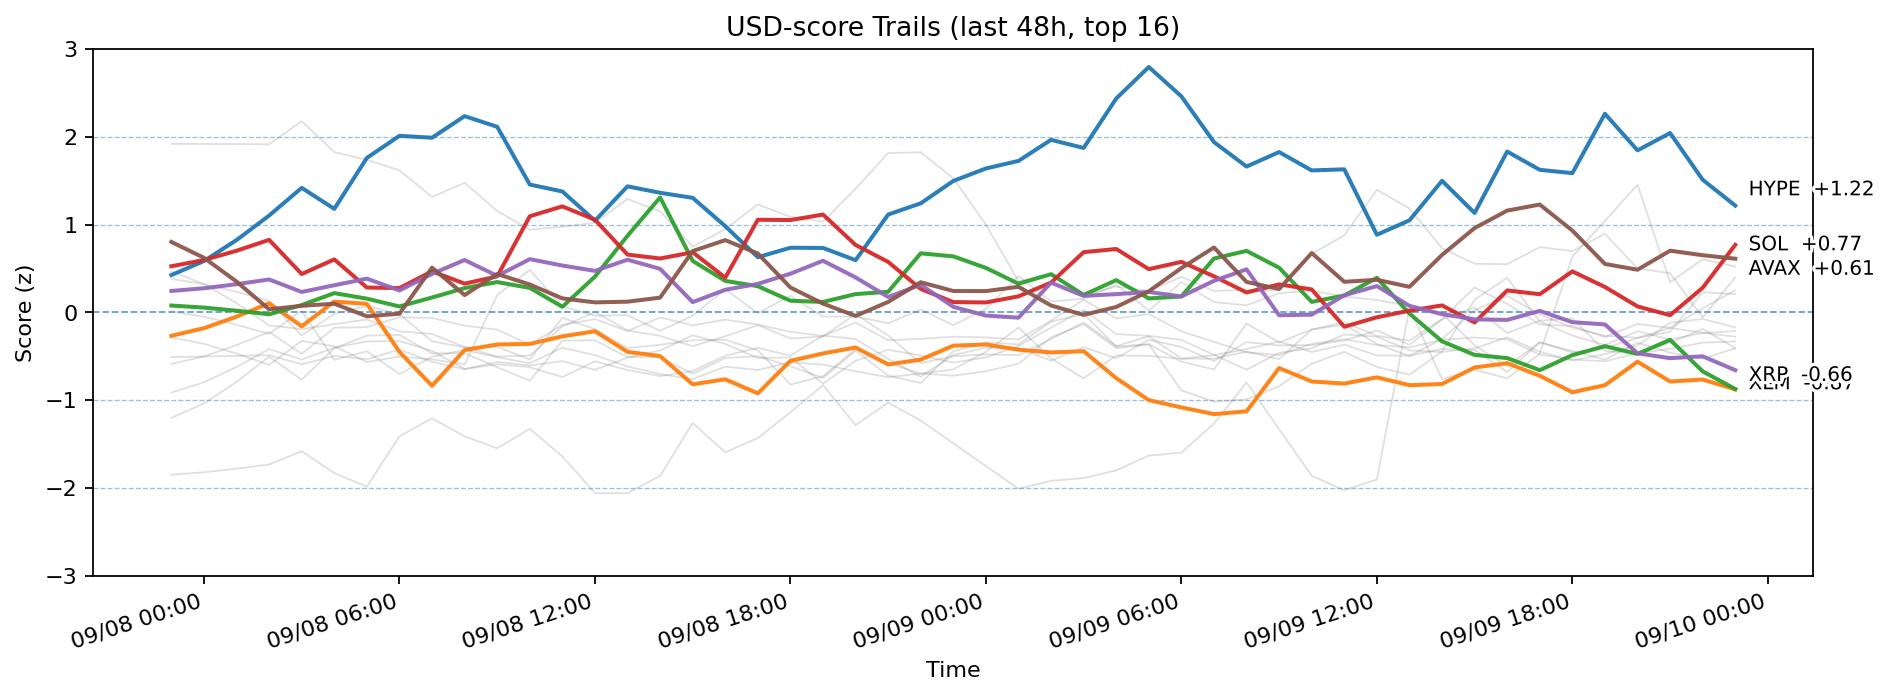 USD-score Trails (last 48h, top 16)
Score (z)
3
2
1
0
−1
−2
−3
HYPE +1.22
SOL +0.77
AVAX +0.61
XRP -0.66
XLM -0.87
09/08 00:00
09/08 06:00
09/08 12:00
09/08 18:00
09/09 00:00
09/09 06:00
09/09 12:00
09/09 18:00
09/10 00:00
Time